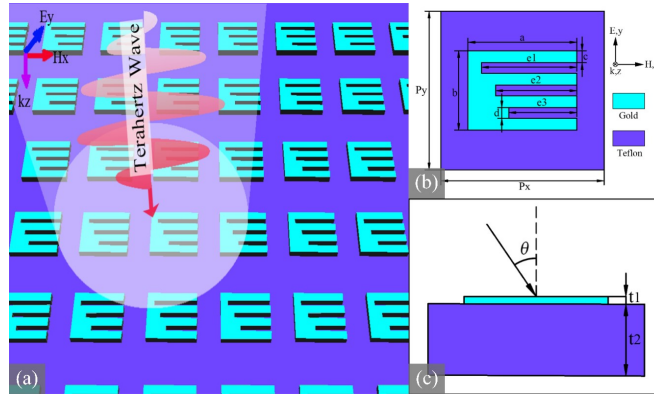 Ey
Hx
kz
Terahertz Wave
(a)
a
c
e1
e2
e3
b
d
Py
Px
E,y
k,z
H,
Gold
Teflon
(b)
θ
t1
t2
(c)